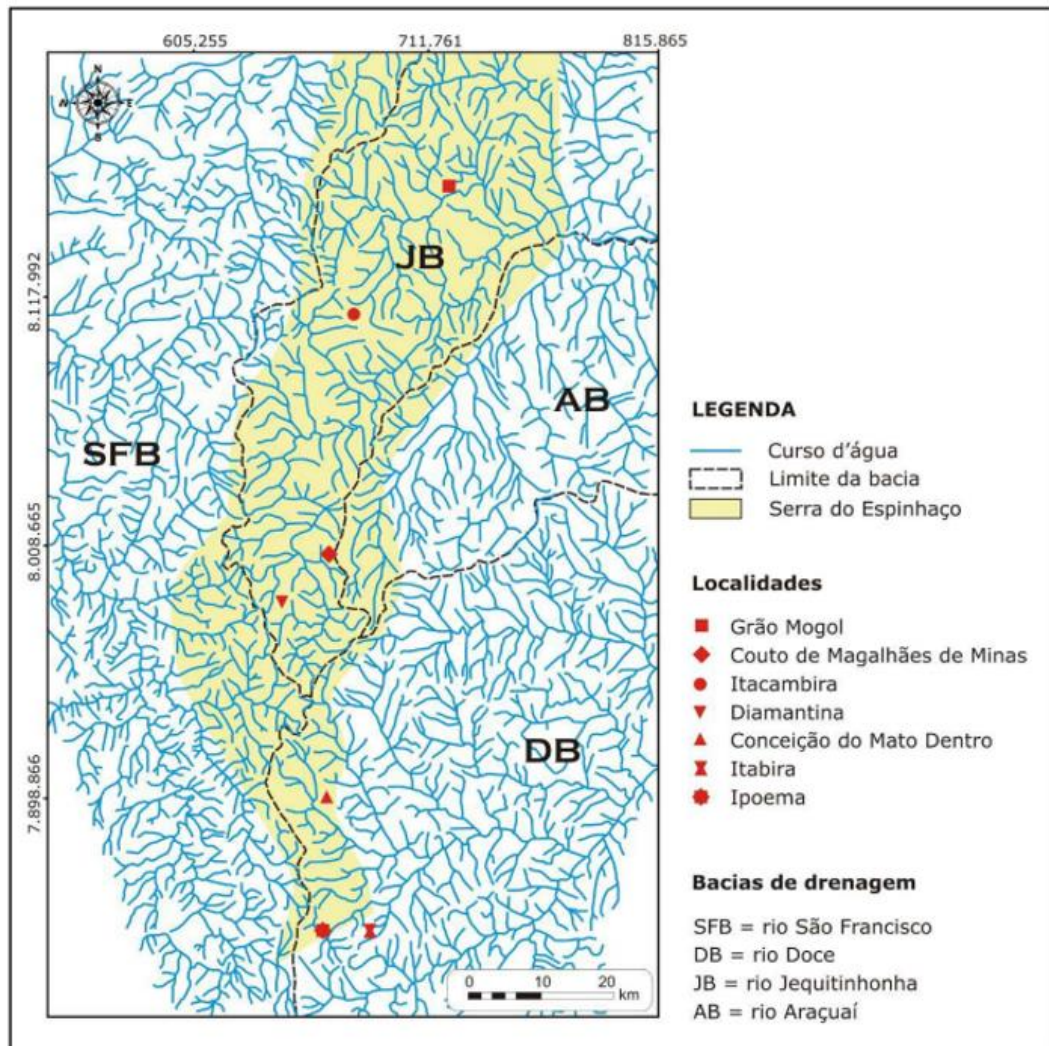 605.255
711.761
815.865
N
E
S
8.117.992
8.008.665
7.898.866
JB
AB
SFB
DB
0 10 20
km
LEGENDA
Curso d'água
Limite da bacia
Serra do Espinhaço
Localidades
Grão Mogol
Couto de Magalhães de Minas
Itacambira
Diamantina
Conceição do Mato Dentro
Itabira
Ipoema
Bacias de drenagem
SFB = rio São Francisco
DB = rio Doce
JB = rio Jequitinhonha
AB = rio Araçuaí